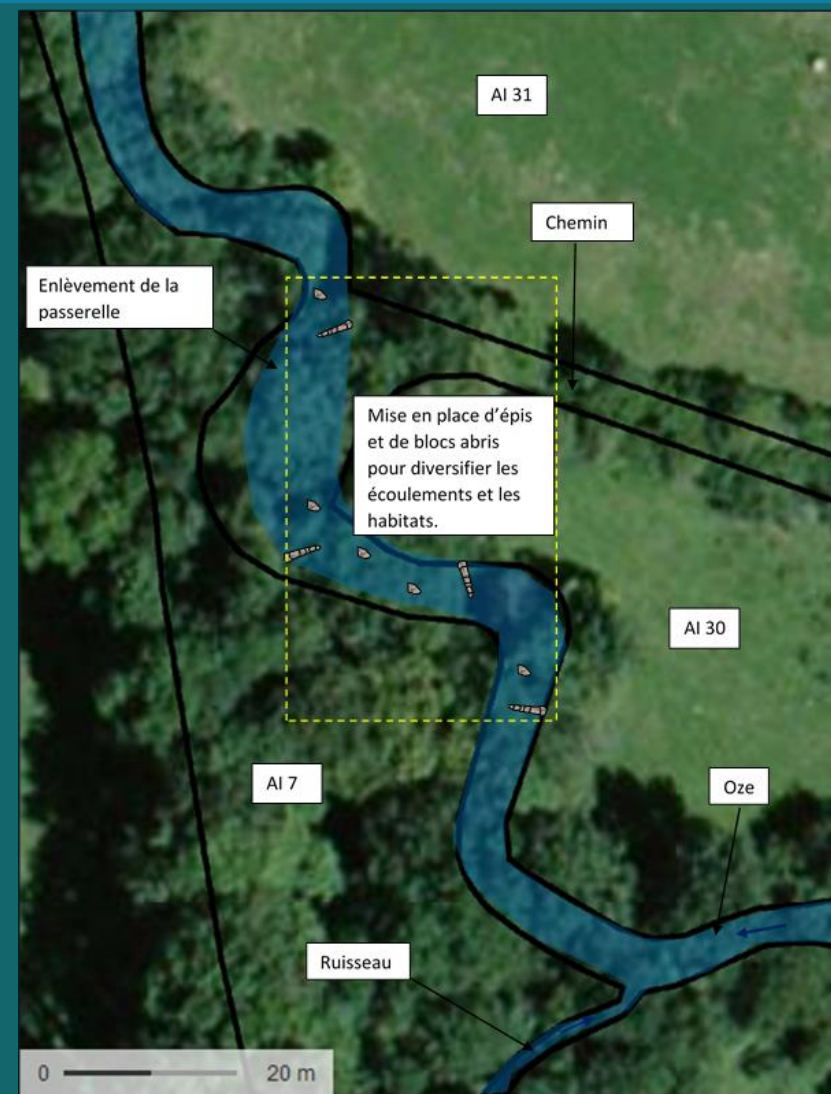 AI 31
Chemin
Enlèvement de la
passerelle
Mise en place d'épis
et de blocs abris
pour diversifier les
écoulements et les
habitats.
AI 30
AI 7
Oze
Ruisseau
0 20 m